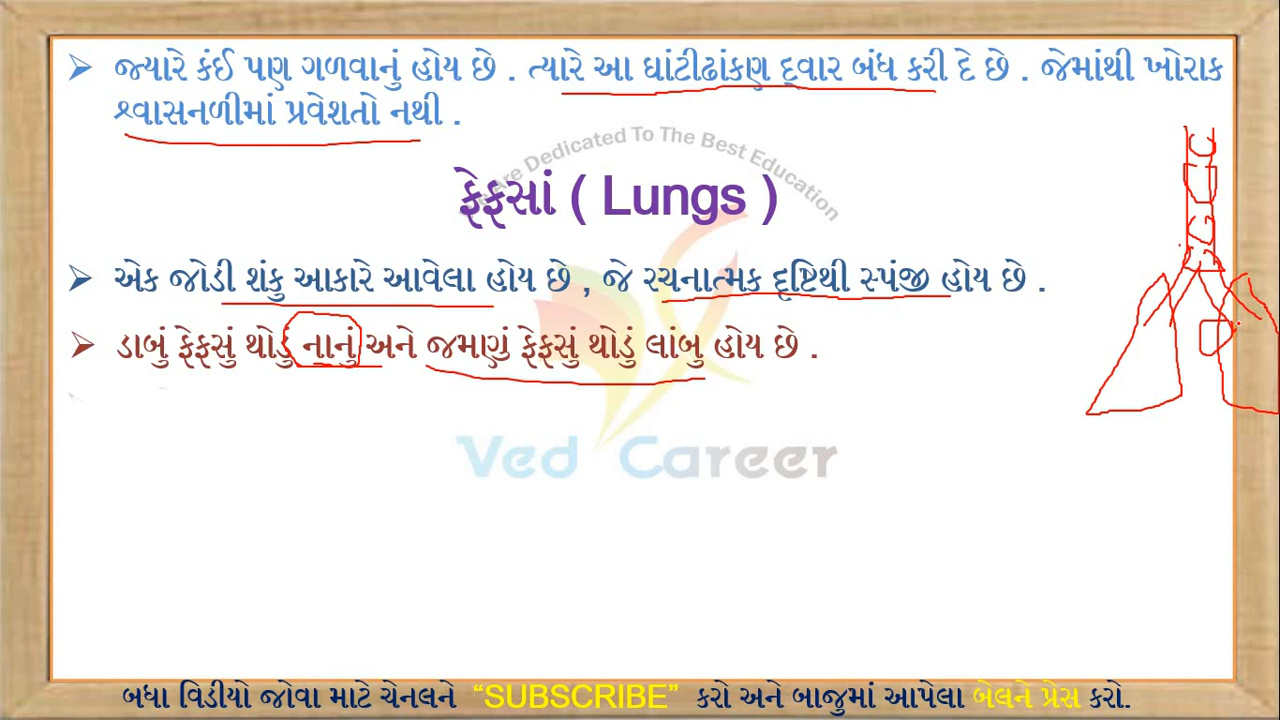 ➢ જ્યારે કંઈ પણ ગળવાનું હોય છે . ત્યારે આ ઘાંટીઢાંકણ દ્વાર બંધ કરી દે છે . જેમાંથી ખોરાક
શ્વાસનળીમાં પ્રવેશતો નથી .
We Are Dedicated To The Best Education
ફેફસાં ( Lungs )
➢ એક જોડી શંકુ આકારે આવેલા હોય છે , જે રચનાત્મક દૃષ્ટિથી સ્પંજી હોય છે .
➢ ડાબું ફેફસું થોડું નાનું અને જમણું ફેફસું થોડું લાંબુ હોય છે .
Ved Career
બધા વિડીયો જોવા માટે ચેનલને “SUBSCRIBE” કરો અને બાજુમાં આપેલા બેલને પ્રેસ કરો.